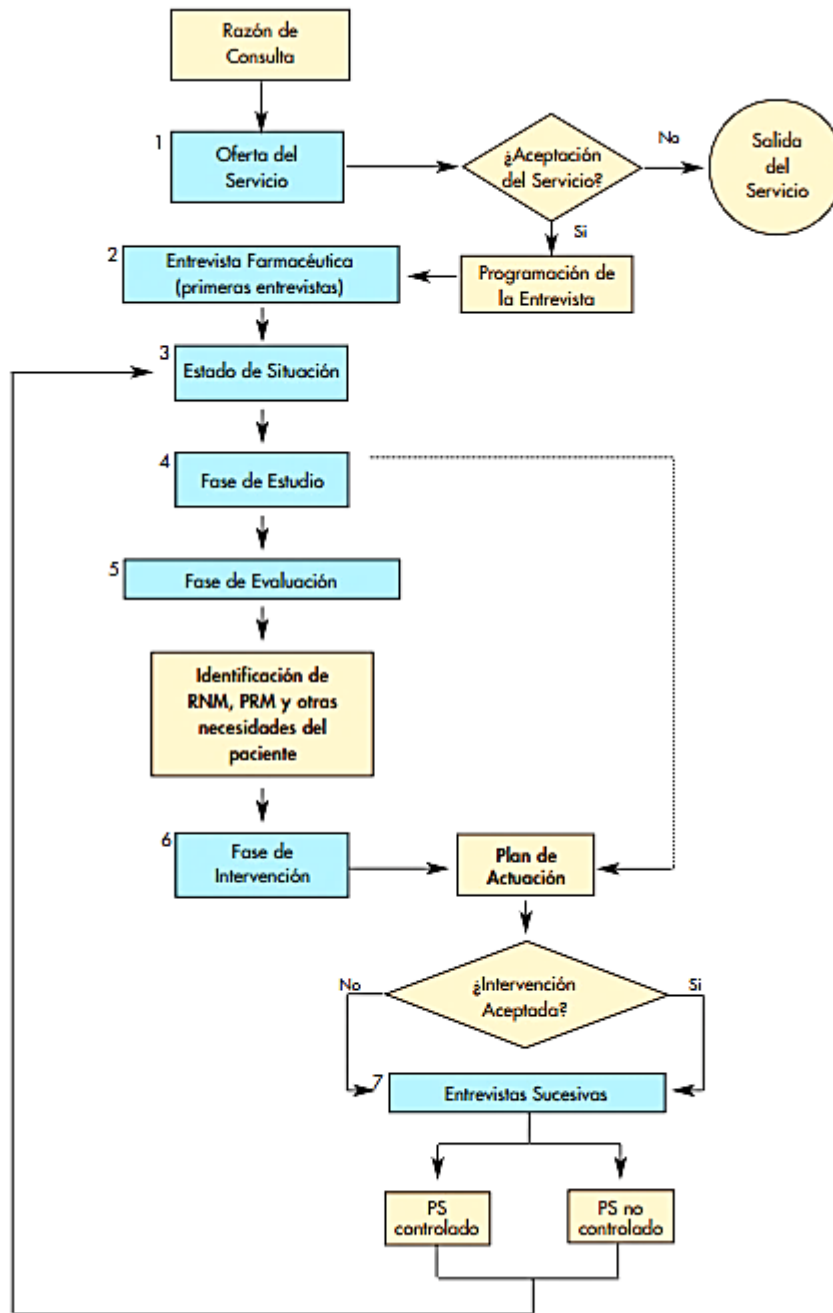 Razón de
Consulta
1
Oferta del
Servicio
¿Aceptación
del Servicio?
No
Salida
del
Servicio
Si
2
Entrevista Farmacéutica
(primeras entrevistas)
Programación de
la Entrevista
3
Estado de Situación
4
Fase de Estudio
5
Fase de Evaluación
Identificación de
RNM, PRM y otras
necesidades del
paciente
6
Fase de
Intervención
Plan de
Actuación
No
¿Intervención
Aceptada?
Si
7
Entrevistas Sucesivas
PS
controlado
PS no
controlado